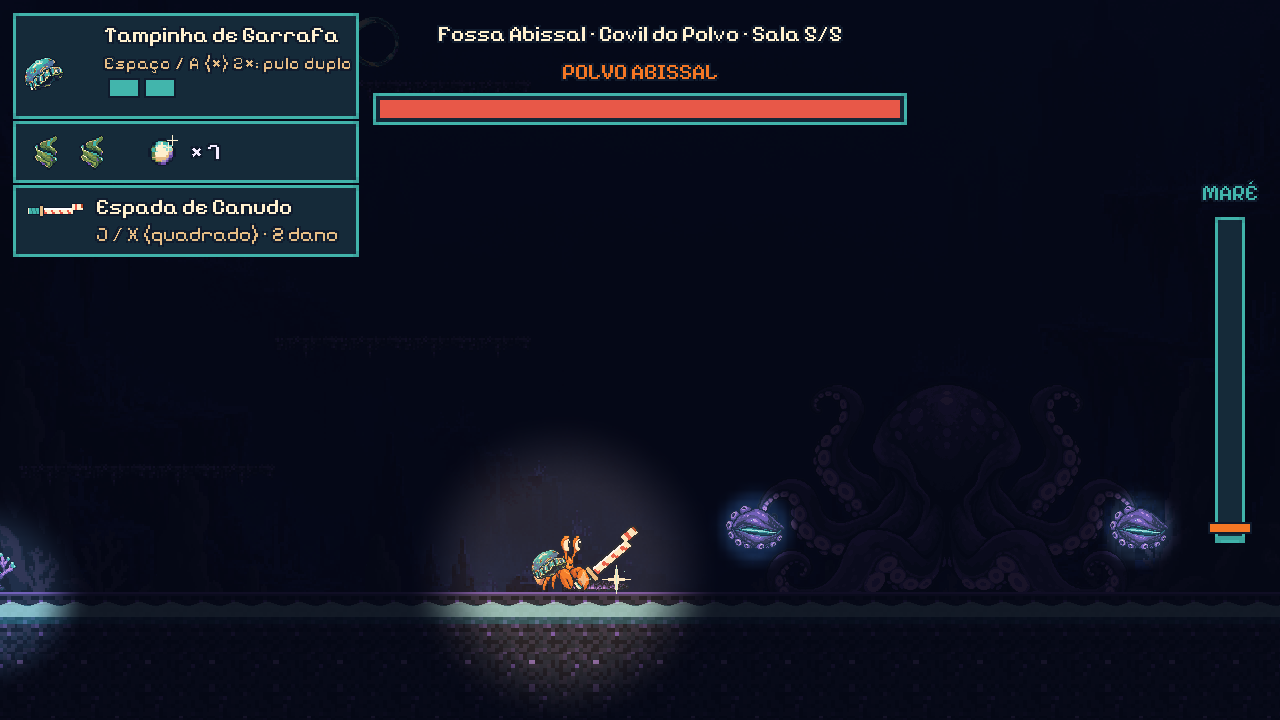 Tampinha de Garrafa
Espaço / A (×) 2×: pulo duplo
× 7
Espada de Canudo
J / X (quadrado) · 2 dano
Fossa Abissal · Covil do Polvo · Sala 8/8
POLVO ABISSAL
MARÉ